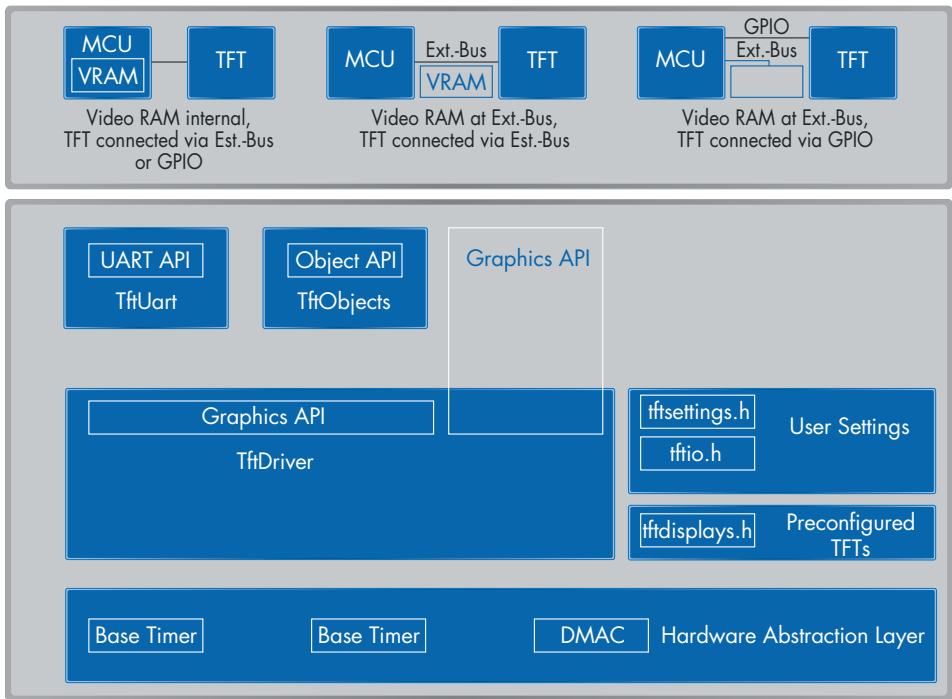 MCU
VRAM
TFT
Video RAM internal,
TFT connected via Est.-Bus
or GPIO
MCU
Ext.-Bus
VRAM
TFT
Video RAM at Ext.-Bus,
TFT connected via Est.-Bus
GPIO
MCU
Ext.-Bus
TFT
Video RAM at Ext.-Bus,
TFT connected via GPIO
UART API
TftUart
Object API
TftObjects
Graphics API
Graphics API
TftDriver
tftsettings.h
tftio.h
User Settings
tftdisplays.h
Preconfigured
TFTs
Base Timer
Base Timer
DMAC
Hardware Abstraction Layer